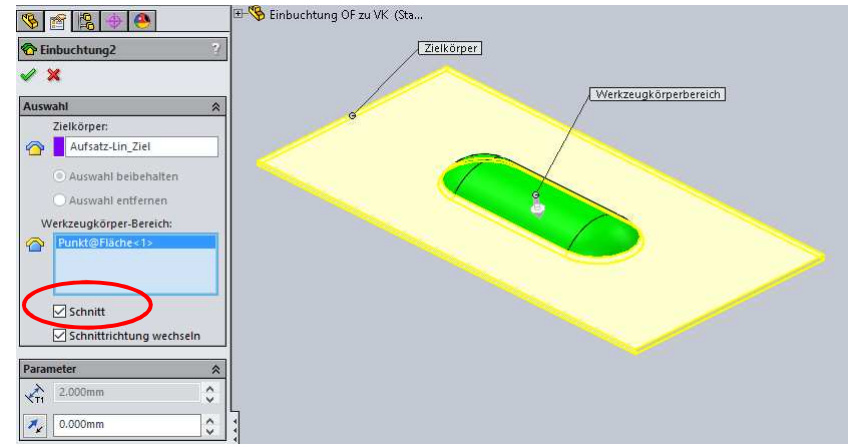 Einbuchtung OF zu VK (Sta...
Einbuchtung2
?
Auswahl
Zielkörper:
Aufsatz-Lin_Ziel
Auswahl beibehalten
Auswahl entfernen
Werkzeugkörper-Bereich:
Punkt@Fläche<1>
Schnitt
Schnittrichtung wechseln
Parameter
T1
2.000mm
0.000mm
Zielkörper
Werkzeugkörperbereich